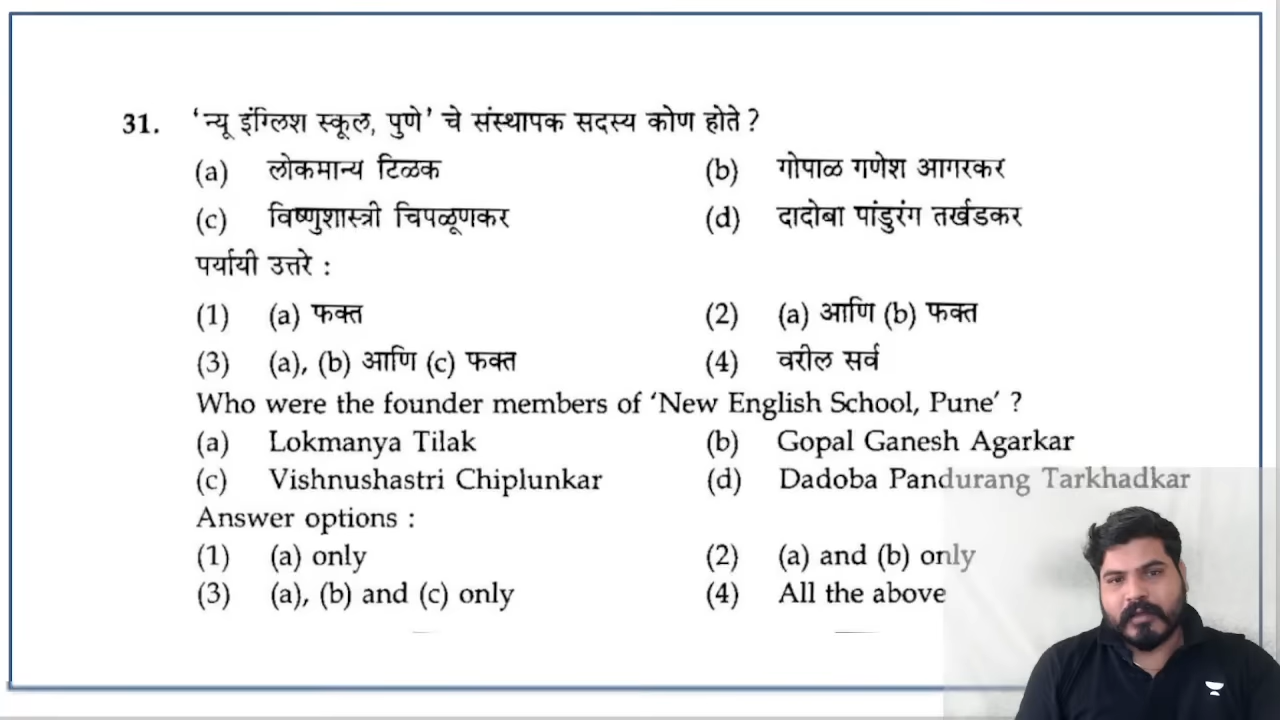 31. 'न्यू इंग्लिश स्कूल, पुणे' चे संस्थापक सदस्य कोण होते ?
(a) लोकमान्य टिळक (b) गोपाळ गणेश आगरकर
(c) विष्णुशास्त्री चिपळूणकर (d) दादोबा पांडुरंग तर्खडकर
पर्यायी उत्तरे :
(1) (a) फक्त (2) (a) आणि (b) फक्त
(3) (a), (b) आणि (c) फक्त (4) वरील सर्व
Who were the founder members of 'New English School, Pune' ?
(a) Lokmanya Tilak (b) Gopal Ganesh Agarkar
(c) Vishnushastri Chiplunkar (d) Dadoba Pandurang Tarkhadkar
Answer options :
(1) (a) only (2) (a) and (b) only
(3) (a), (b) and (c) only (4) All the above